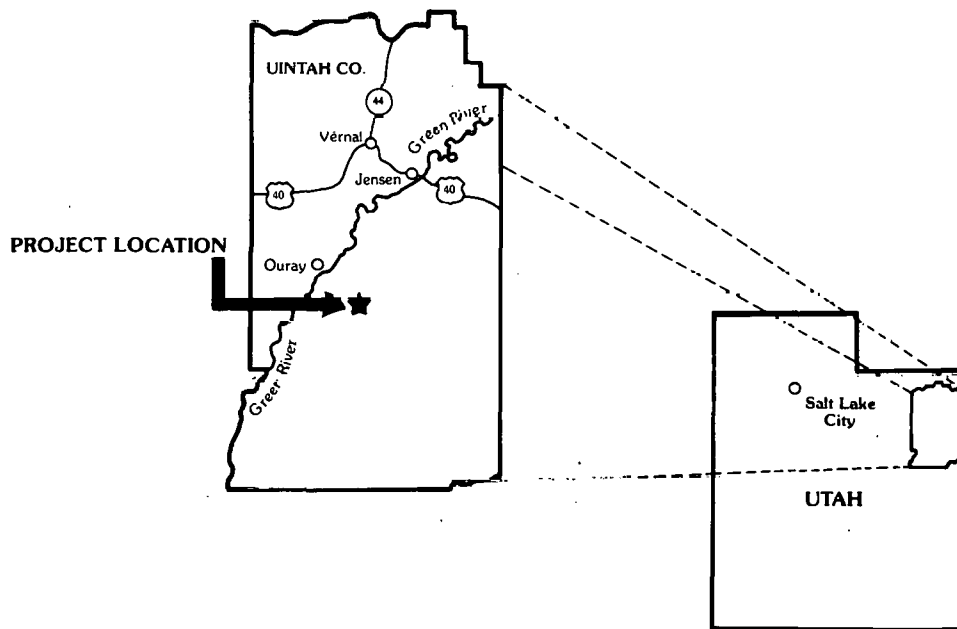 UINTAH CO.
44
Vernal
Green River
Jensen
40
40
PROJECT LOCATION
Ouray
Green River
Salt Lake
City
UTAH